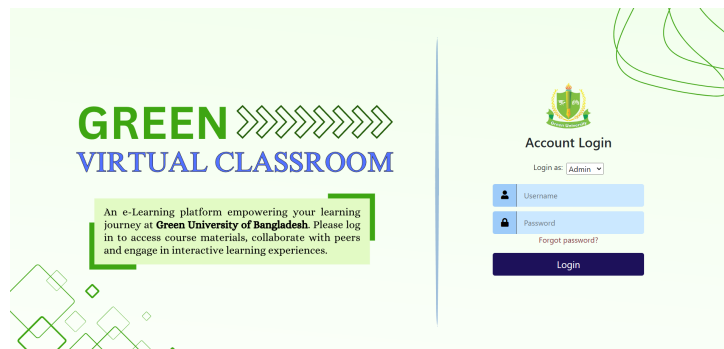 GREEN
VIRTUAL CLASSROOM
An e-Learning platform empowering your learning
journey at Green University of Bangladesh. Please log
in to access course materials, collaborate with peers
and engage in interactive learning experiences.
Green University
Account Login
Login as: Admin
Username
Password
Forgot password?
Login